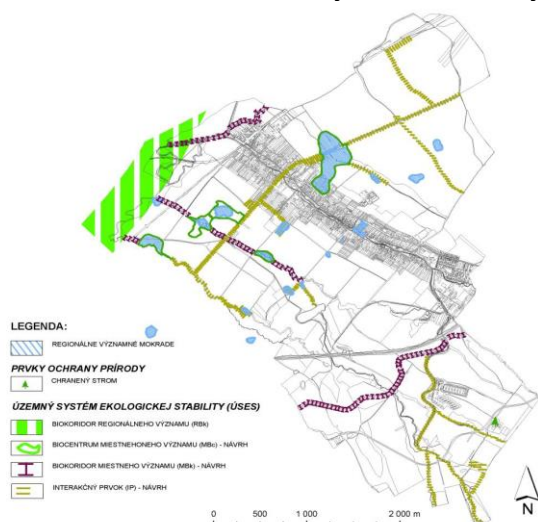 LEGENDA:
REGIONÁLNE VÝZNAMNÉ MOKRADE
PRVKY OCHRANY PRÍRODY
CHRANENÝ STROM
ÚZEMNÝ SYSTÉM EKOLOGICKEJ STABILITY (ÚSES)
BIOKORIDOR REGIONÁLNEHO VÝZNAMU (RBk)
BIOCENTRUM MIESTNEHONEHO VÝZNAMU (MBc) - NÁVRH
BIOKORIDOR MIESTNEHO VÝZNAMU (MBk) - NÁVRH
INTERAKČNÝ PRVOK (IP) - NÁVRH
0 500 1 000 2 000 m
N